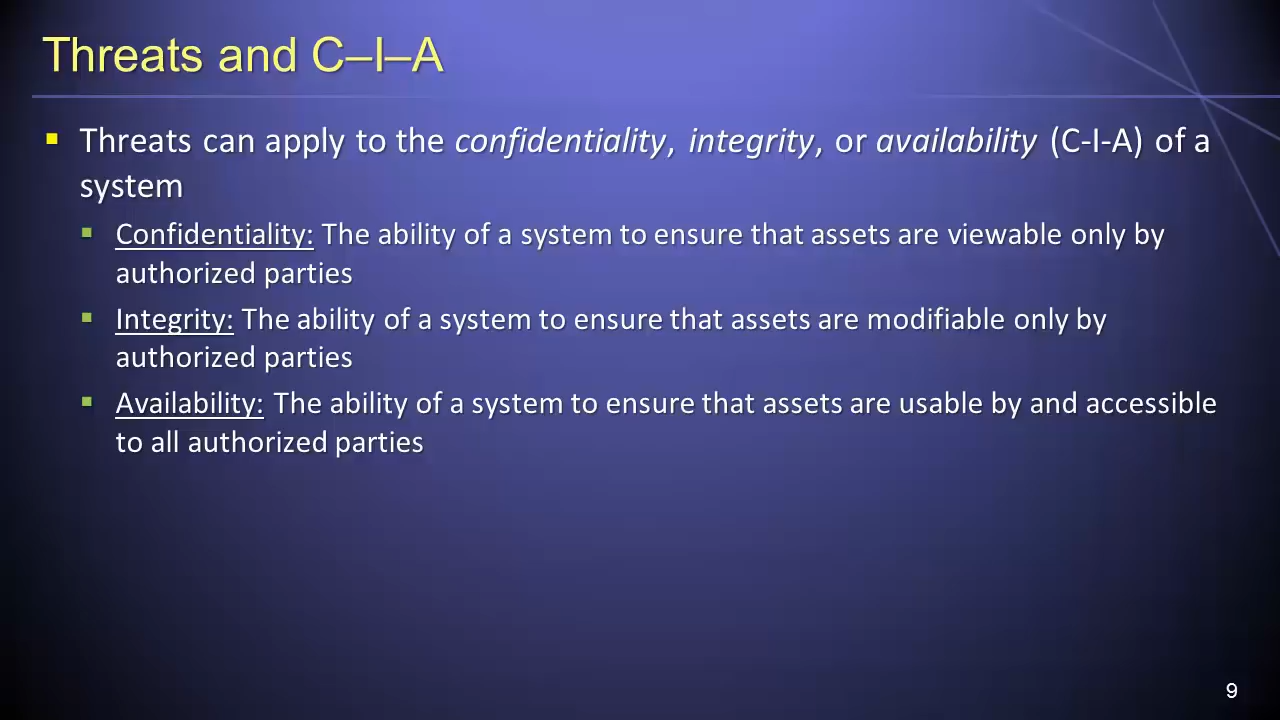 Threats and C–I–A
Threats can apply to the confidentiality, integrity, or availability (C-I-A) of a
system
Confidentiality: The ability of a system to ensure that assets are viewable only by
authorized parties
Integrity: The ability of a system to ensure that assets are modifiable only by
authorized parties
Availability: The ability of a system to ensure that assets are usable by and accessible
to all authorized parties
9